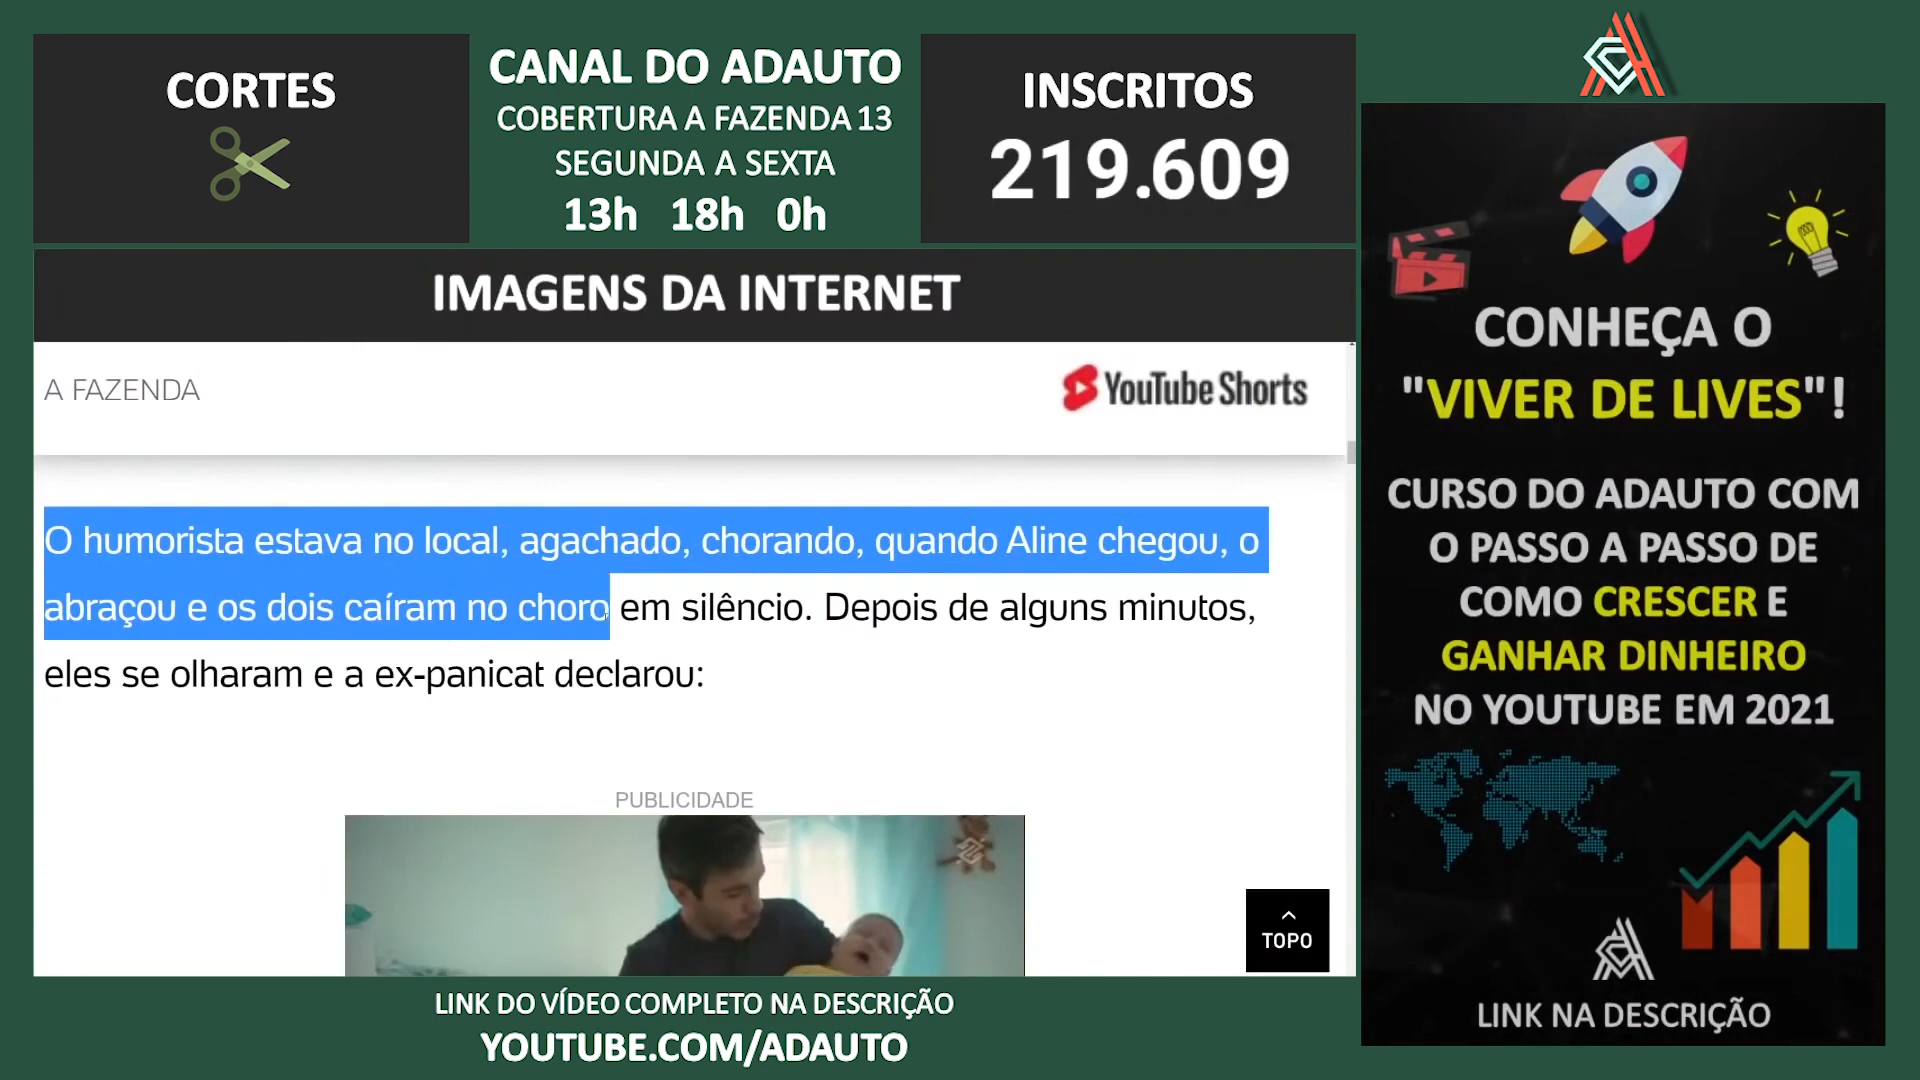 CORTES
CANAL DO ADAUTO
COBERTURA A FAZENDA 13
SEGUNDA A SEXTA
13h 18h 0h
INSCRITOS
219.609
IMAGENS DA INTERNET
A FAZENDA
YouTube Shorts
O humorista estava no local, agachado, chorando, quando Aline chegou, o
abraçou e os dois caíram no choro em silêncio. Depois de alguns minutos,
eles se olharam e a ex-panicat declarou:
PUBLICIDADE
TOPO
LINK DO VÍDEO COMPLETO NA DESCRIÇÃO
YOUTUBE.COM/ADAUTO
CONHEÇA O
"VIVER DE LIVES"!
CURSO DO ADAUTO COM
O PASSO A PASSO DE
COMO CRESCER E
GANHAR DINHEIRO
NO YOUTUBE EM 2021
LINK NA DESCRIÇÃO